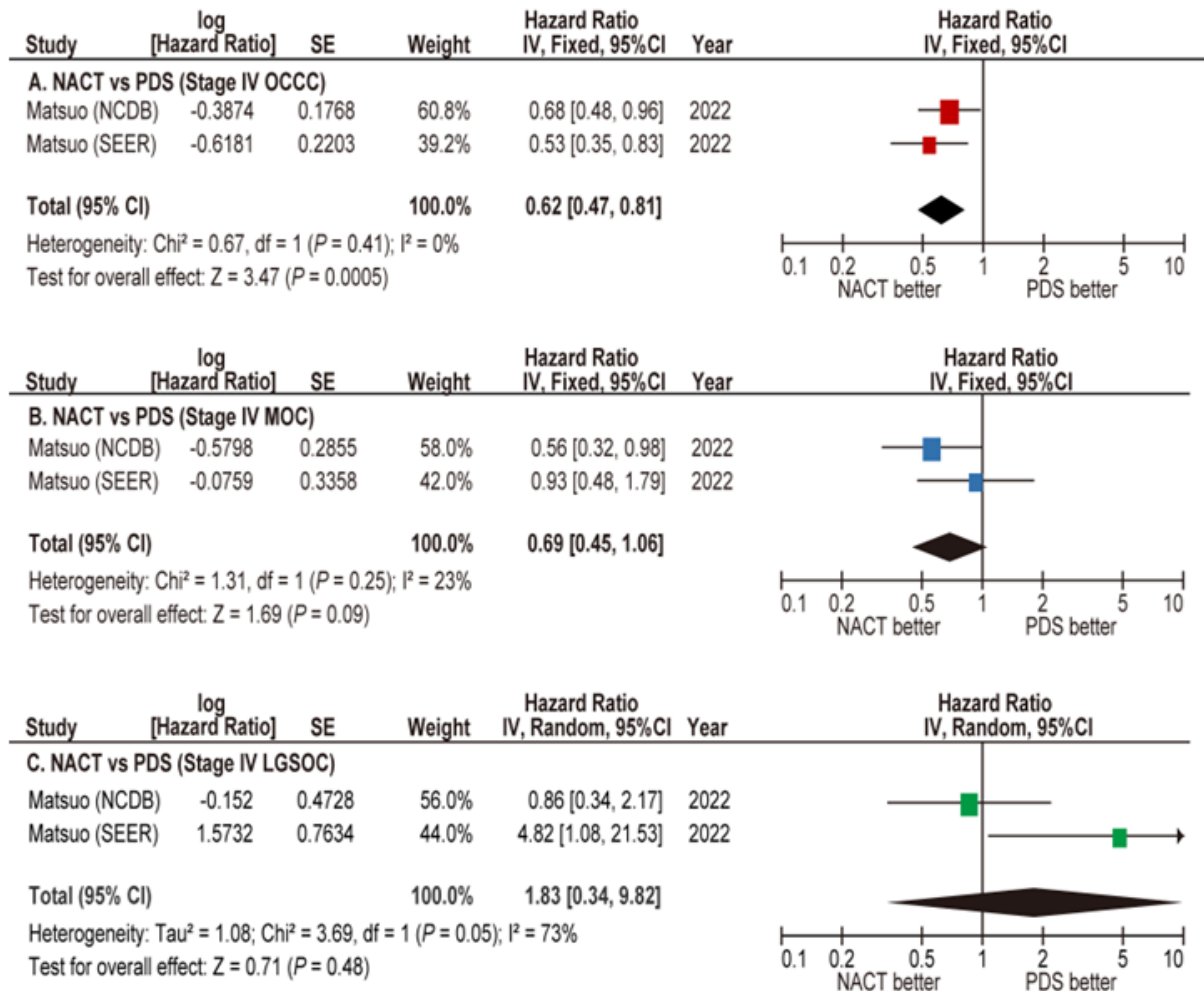 log Hazard Ratio Hazard Ratio
Study [Hazard Ratio] SE Weight IV, Fixed, 95%CI Year IV, Fixed, 95%CI
A. NACT vs PDS (Stage IV OCCC)
Matsuo (NCDB) -0.3874 0.1768 60.8% 0.68 [0.48, 0.96] 2022
Matsuo (SEER) -0.6181 0.2203 39.2% 0.53 [0.35, 0.83] 2022
Total (95% CI) 100.0% 0.62 [0.47, 0.81]
Heterogeneity: Chi² = 0.67, df = 1 (P = 0.41); I² = 0%
Test for overall effect: Z = 3.47 (P = 0.0005)
0.1 0.2 0.5 1 2 5 10
NACT better PDS better
log Hazard Ratio Hazard Ratio
Study [Hazard Ratio] SE Weight IV, Fixed, 95%CI Year IV, Fixed, 95%CI
B. NACT vs PDS (Stage IV MOC)
Matsuo (NCDB) -0.5798 0.2855 58.0% 0.56 [0.32, 0.98] 2022
Matsuo (SEER) -0.0759 0.3358 42.0% 0.93 [0.48, 1.79] 2022
Total (95% CI) 100.0% 0.69 [0.45, 1.06]
Heterogeneity: Chi² = 1.31, df = 1 (P = 0.25); I² = 23%
Test for overall effect: Z = 1.69 (P = 0.09)
0.1 0.2 0.5 1 2 5 10
NACT better PDS better
log Hazard Ratio Hazard Ratio
Study [Hazard Ratio] SE Weight IV, Random, 95%CI Year IV, Random, 95%CI
C. NACT vs PDS (Stage IV LGSOC)
Matsuo (NCDB) -0.152 0.4728 56.0% 0.86 [0.34, 2.17] 2022
Matsuo (SEER) 1.5732 0.7634 44.0% 4.82 [1.08, 21.53] 2022
Total (95% CI) 100.0% 1.83 [0.34, 9.82]
Heterogeneity: Tau² = 1.08; Chi² = 3.69, df = 1 (P = 0.05); I² = 73%
Test for overall effect: Z = 0.71 (P = 0.48)
0.1 0.2 0.5 1 2 5 10
NACT better PDS better